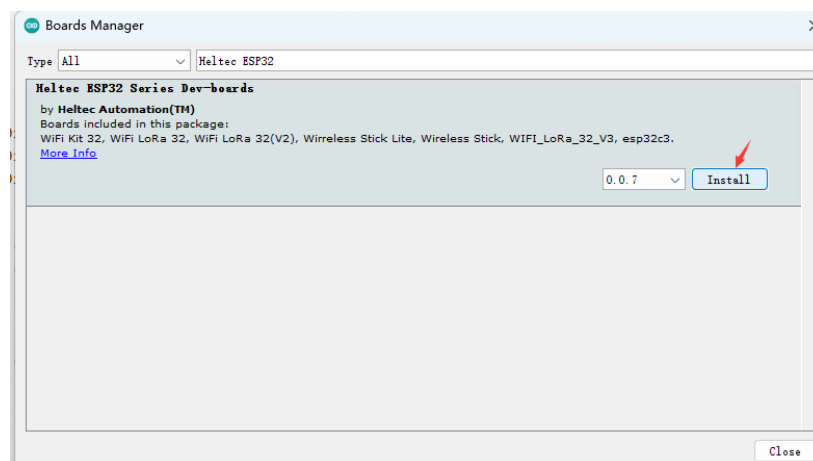 Boards Manager
Type All Heltec ESP32
Heltec ESP32 Series Dev-boards
by Heltec Automation(TM)
Boards included in this package:
WiFi Kit 32, WiFi LoRa 32, WiFi LoRa 32(V2), Wirreless Stick Lite, Wireless Stick, WIFI_LoRa_32_V3, esp32c3.
More Info
0.0.7 Install
Close